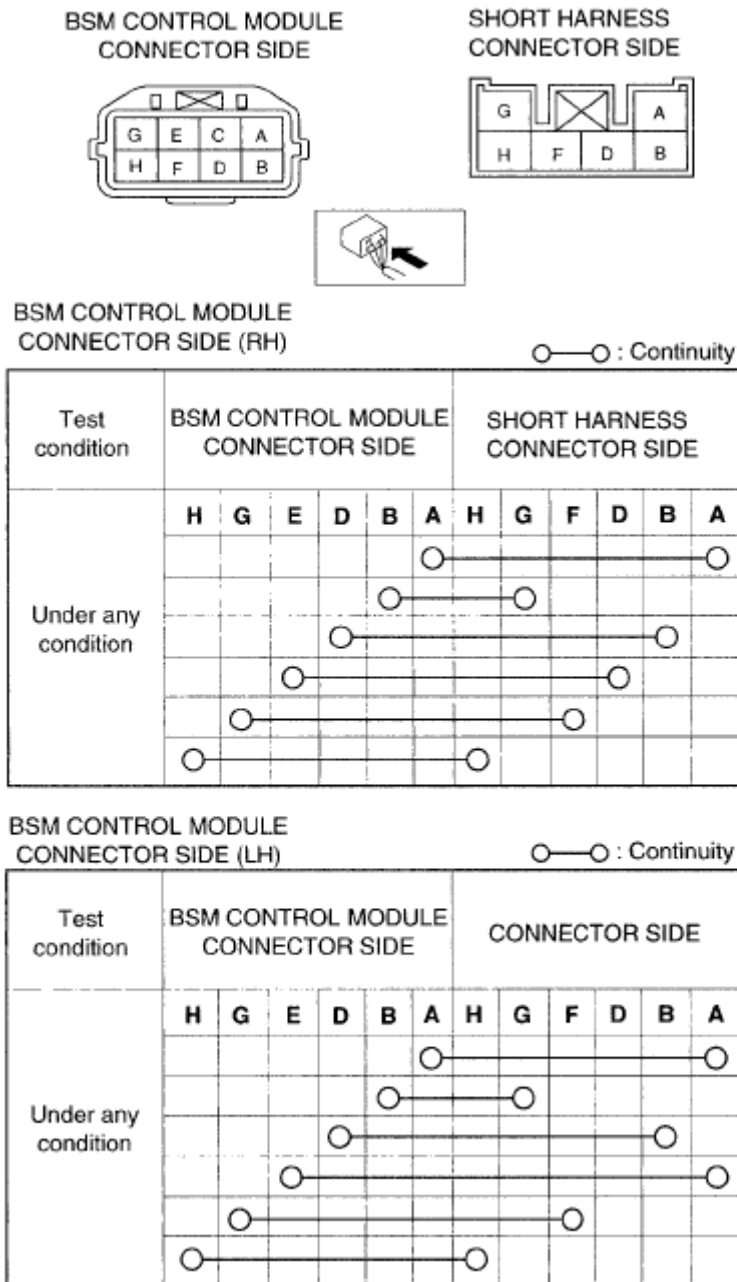 BSM CONTROL MODULE
CONNECTOR SIDE
SHORT HARNESS
CONNECTOR SIDE
G E C A
H F D B
G A
H F D B
BSM CONTROL MODULE
CONNECTOR SIDE (RH)
: Continuity
Test
condition
BSM CONTROL MODULE
CONNECTOR SIDE
SHORT HARNESS
CONNECTOR SIDE
H G E D B A H G F D B A
Under any
condition
BSM CONTROL MODULE
CONNECTOR SIDE (LH)
: Continuity
Test
condition
BSM CONTROL MODULE
CONNECTOR SIDE
CONNECTOR SIDE
H G E D B A H G F D B A
Under any
condition